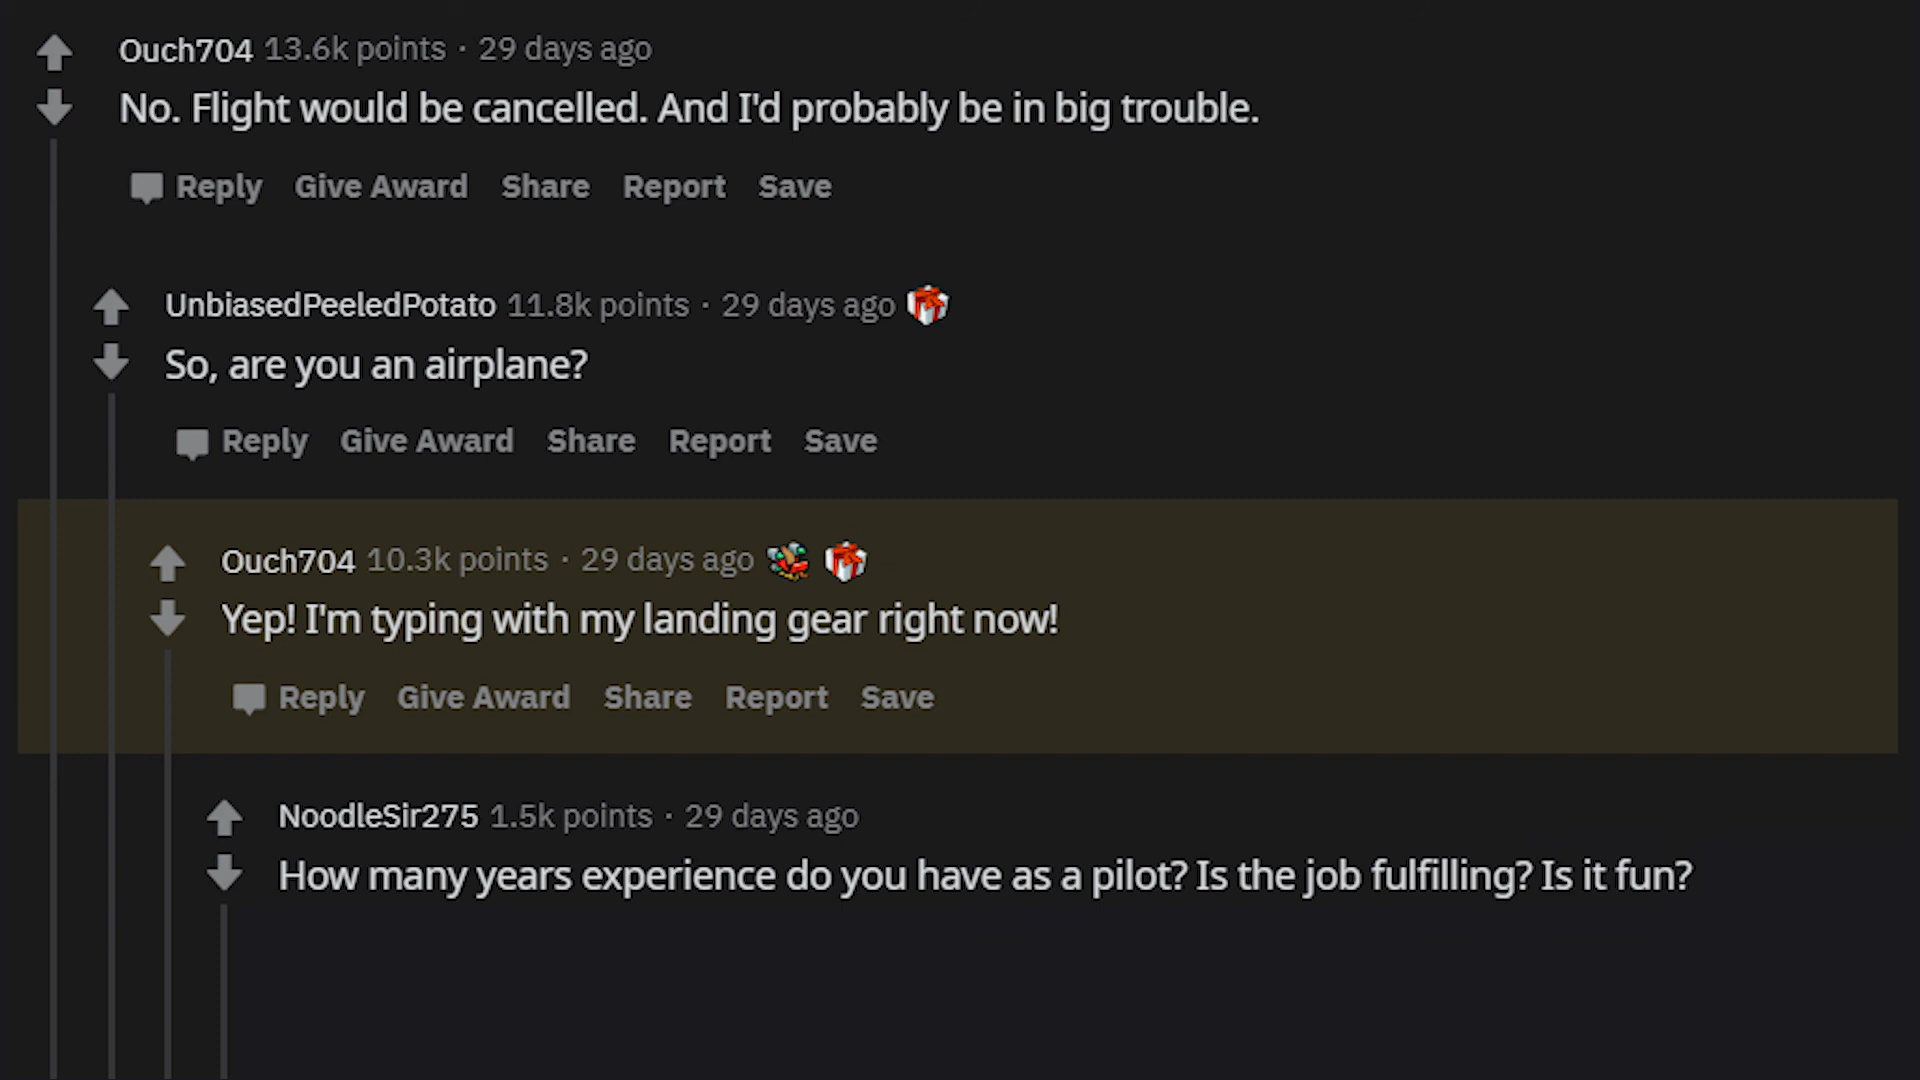 Ouch704 13.6k points · 29 days ago
No. Flight would be cancelled. And I'd probably be in big trouble.
Reply Give Award Share Report Save
UnbiasedPeeledPotato 11.8k points · 29 days ago
So, are you an airplane?
Reply Give Award Share Report Save
Ouch704 10.3k points · 29 days ago
Yep! I'm typing with my landing gear right now!
Reply Give Award Share Report Save
NoodleSir275 1.5k points · 29 days ago
How many years experience do you have as a pilot? Is the job fulfilling? Is it fun?